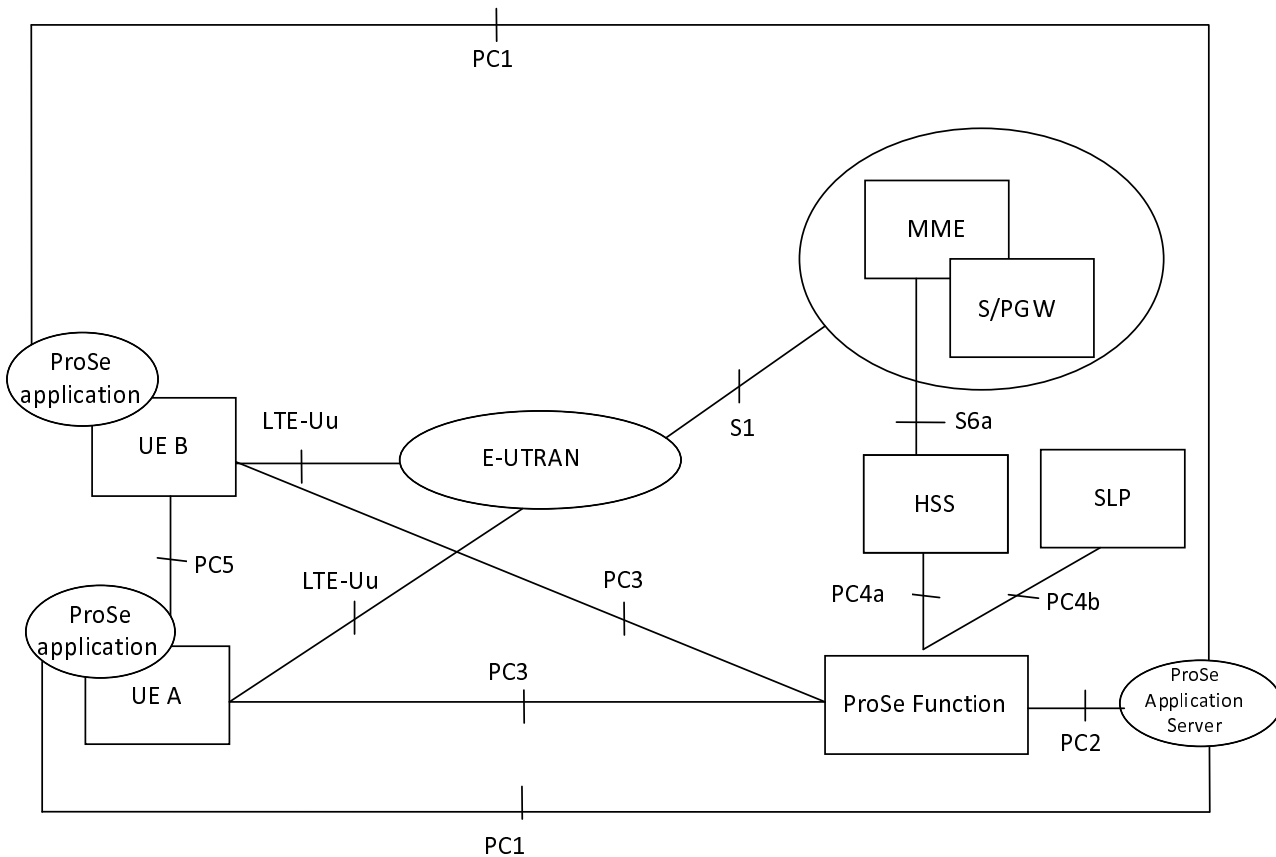 PC1
MME
S/PGW
ProSe
application
UE B
LTE-Uu
E-UTRAN
S1
S6a
HSS
SLP
PC5
LTE-Uu
PC3
PC4a
PC4b
ProSe
application
UE A
PC3
ProSe Function
ProSe
Application
Server
PC2
PC1